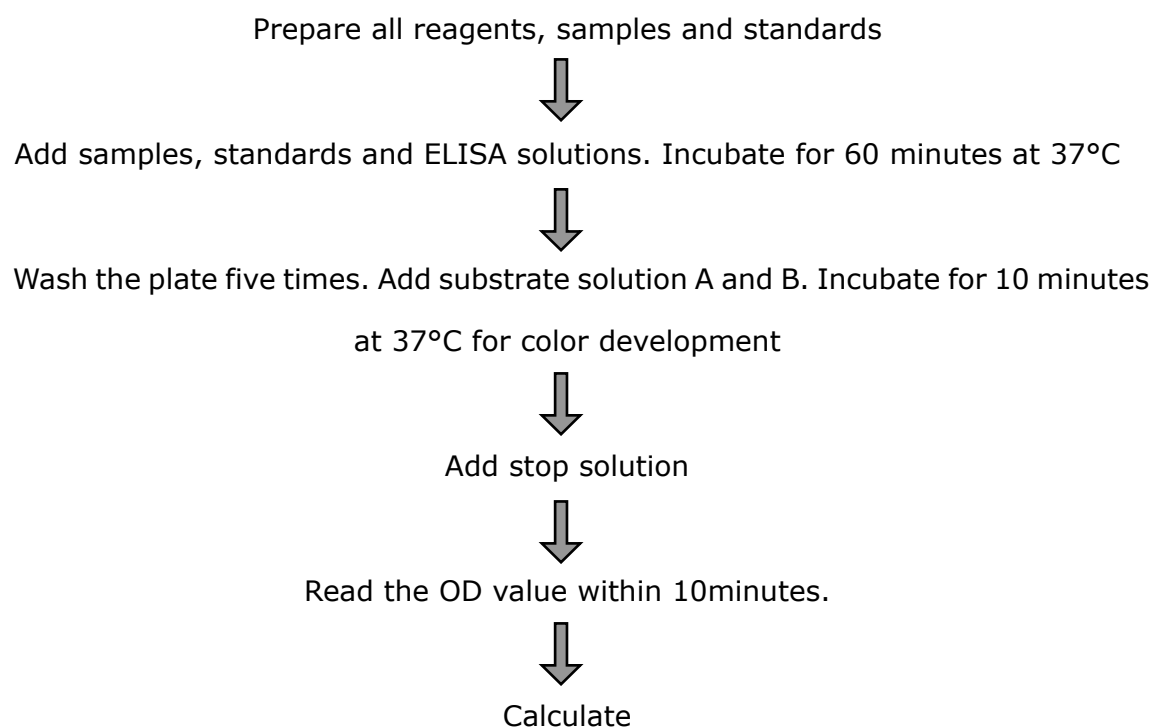 Prepare all reagents, samples and standards
Add samples, standards and ELISA solutions. Incubate for 60 minutes at 37°C
Wash the plate five times. Add substrate solution A and B. Incubate for 10 minutes
at 37°C for color development
Add stop solution
Read the OD value within 10minutes.
Calculate